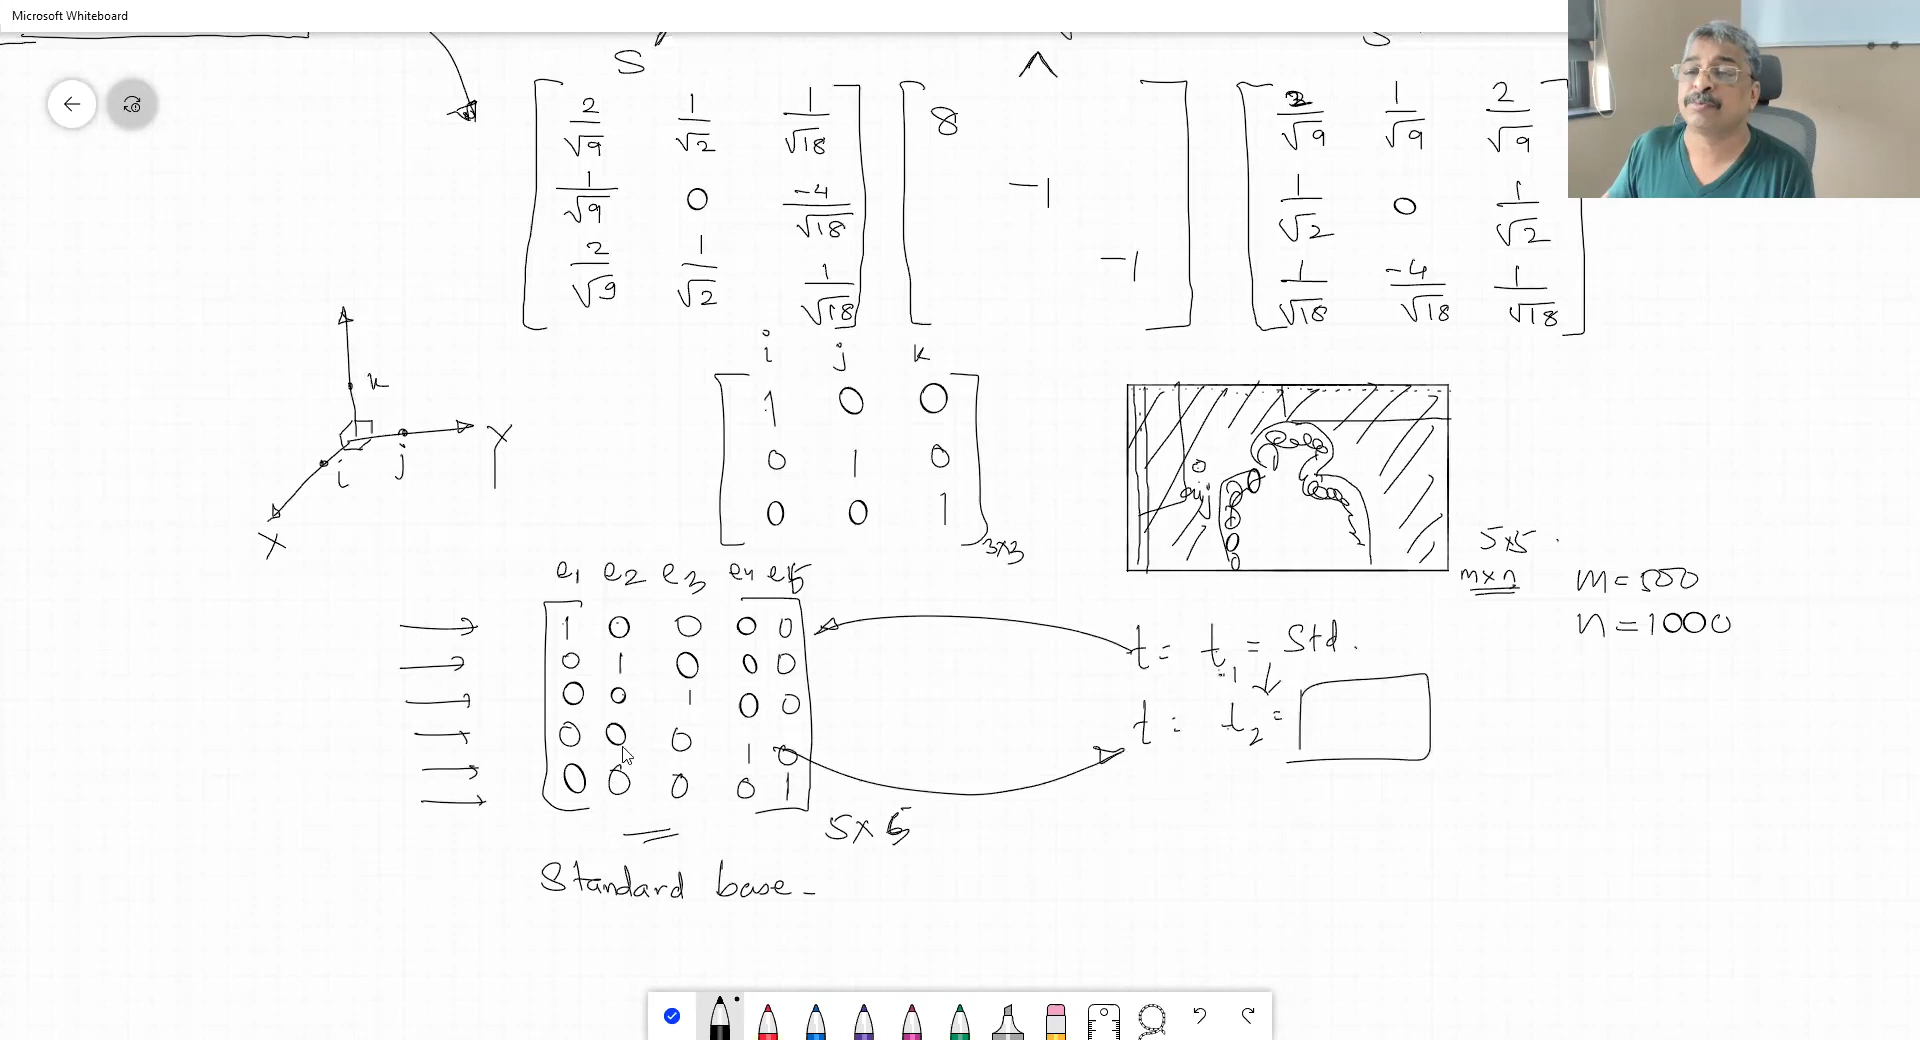 Microsoft Whiteboard
S Λ S
2/√9 1/√2 1/√18 8 2/√9 1/√9 2/√9
1/√9 0 -4/√18 -1 1/√2 0 1/√2
2/√9 1/√2 1/√18 -1 1/√18 -4/√18 1/√18
i j k
1 0 0
0 1 0
0 0 1
3x3
k
Y
i j
X
aij
5x5
mxn
m=500
n=1000
e1 e2 e3 e4 e5
1 0 0 0 0
0 1 0 0 0
0 0 1 0 0
0 0 0 1 0
0 0 0 0 1
5x5
t = t1 = Std.
t = t2 =
Standard base-